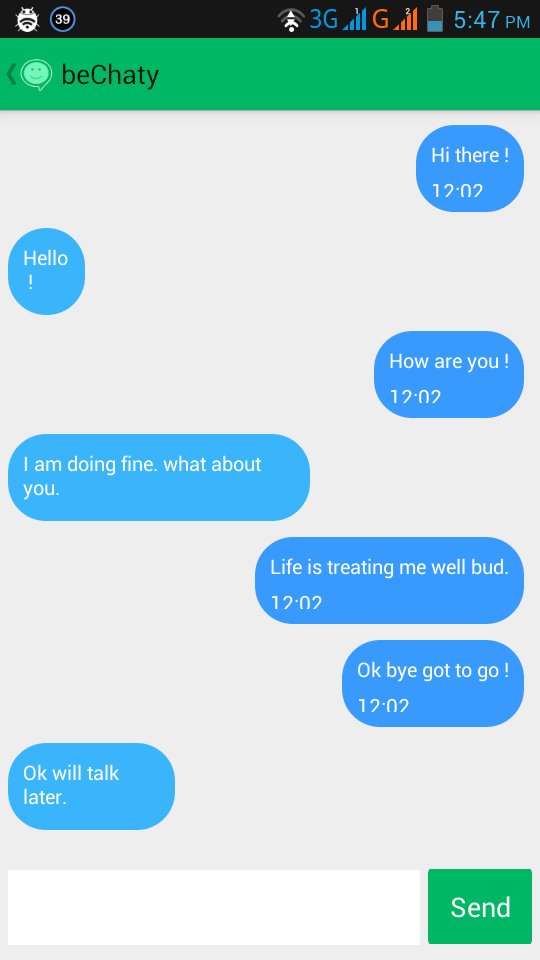 39 3G 1 G 2 5:47 PM
beChaty
Hi there !
12:02
Hello
!
How are you !
12:02
I am doing fine. what about
you.
Life is treating me well bud.
12:02
Ok bye got to go !
12:02
Ok will talk
later.
Send